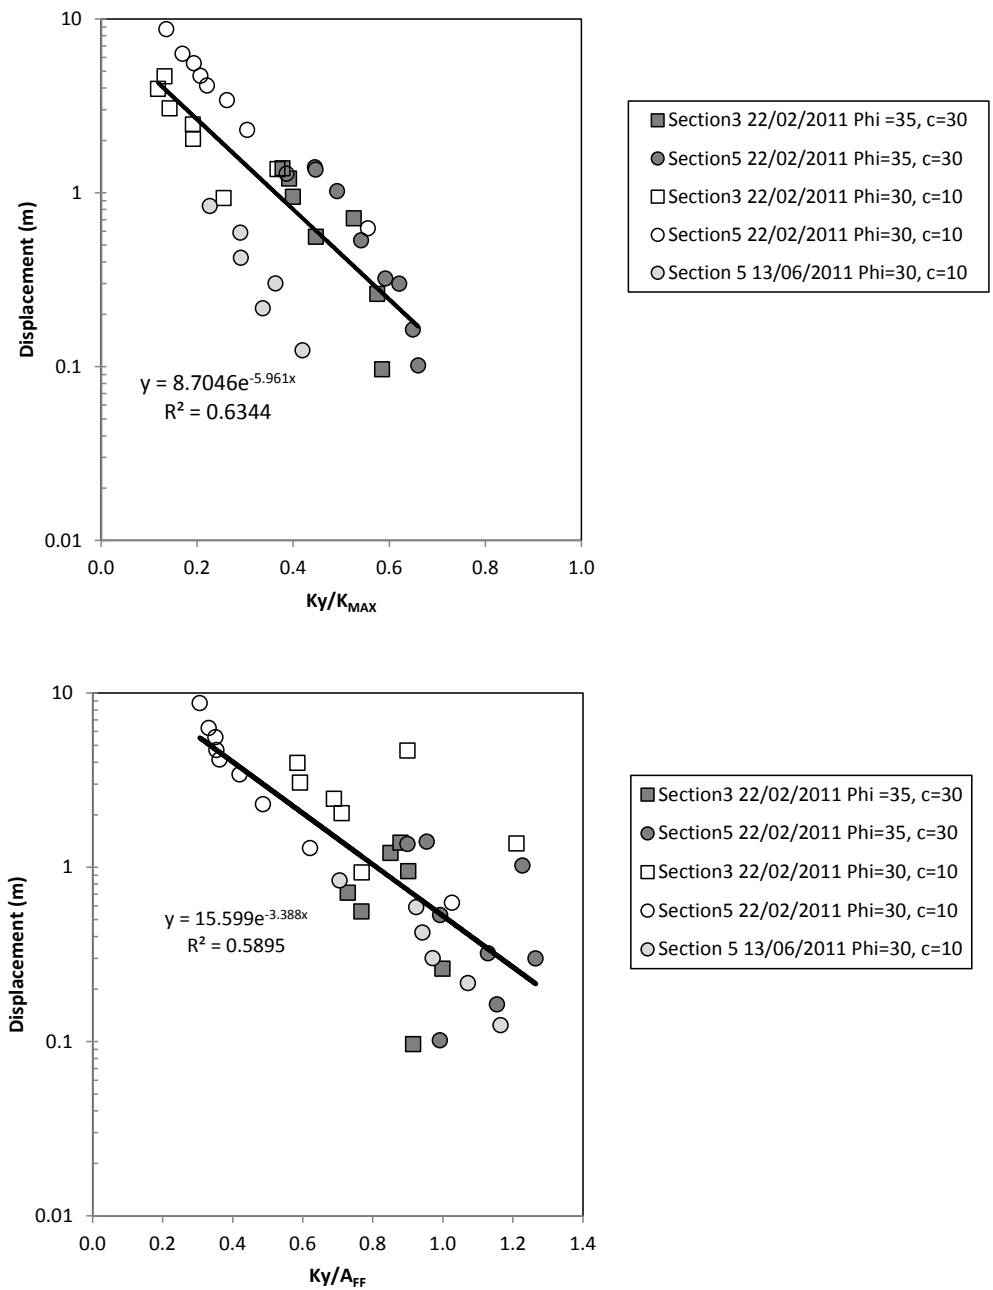 10
1
0.1
0.01
Displacement (m)
y = 8.7046e^-5.961x
R² = 0.6344
0.0 0.2 0.4 0.6 0.8 1.0
Ky/K_MAX
Section3 22/02/2011 Phi =35, c=30
Section5 22/02/2011 Phi=35, c=30
Section3 22/02/2011 Phi=30, c=10
Section5 22/02/2011 Phi=30, c=10
Section 5 13/06/2011 Phi=30, c=10
10
1
0.1
0.01
Displacement (m)
y = 15.599e^-3.388x
R² = 0.5895
0.0 0.2 0.4 0.6 0.8 1.0 1.2 1.4
Ky/A_FF
Section3 22/02/2011 Phi =35, c=30
Section5 22/02/2011 Phi=35, c=30
Section3 22/02/2011 Phi=30, c=10
Section5 22/02/2011 Phi=30, c=10
Section 5 13/06/2011 Phi=30, c=10